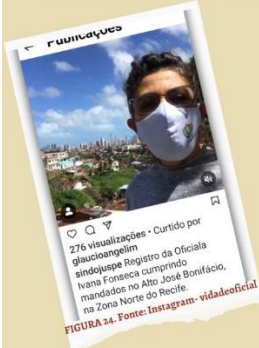 Publicações
276 visualizações • Curtido por
glaucioangelim
sindojuspe Registro da Oficiala
Ivana Fonseca cumprindo
mandados no Alto José Bonifácio,
na Zona Norte do Recife.
FIGURA 24. Fonte: Instagram- vidadeoficial